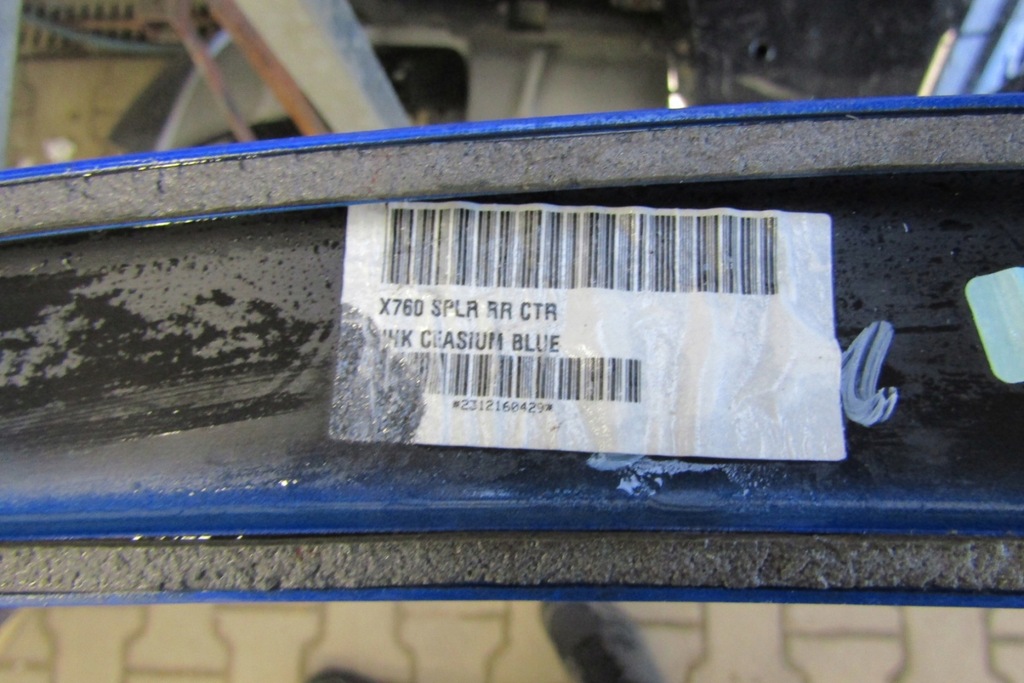 X760 SPLR RR CTR
CEASIUM BLUE
*2312160429*